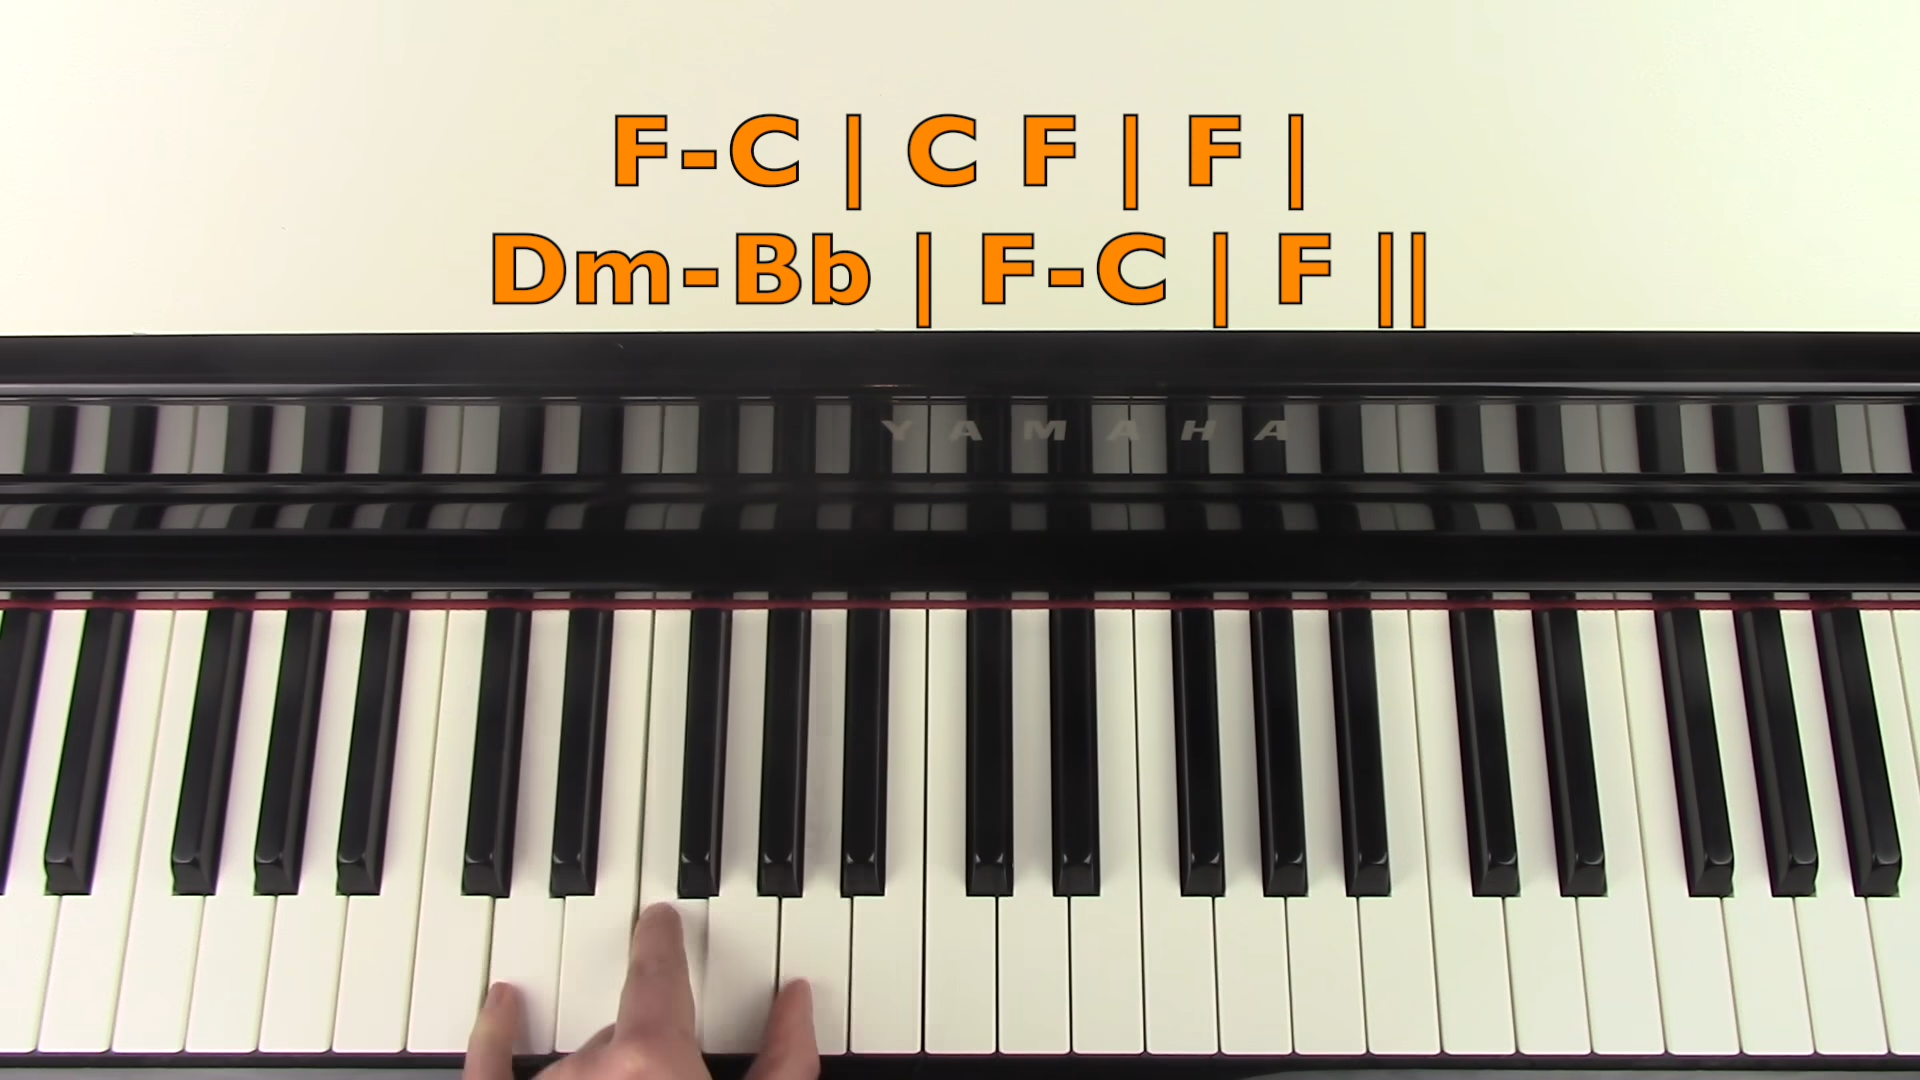 F-C | C F | F |
Dm-Bb | F-C | F ||
YAMAHA